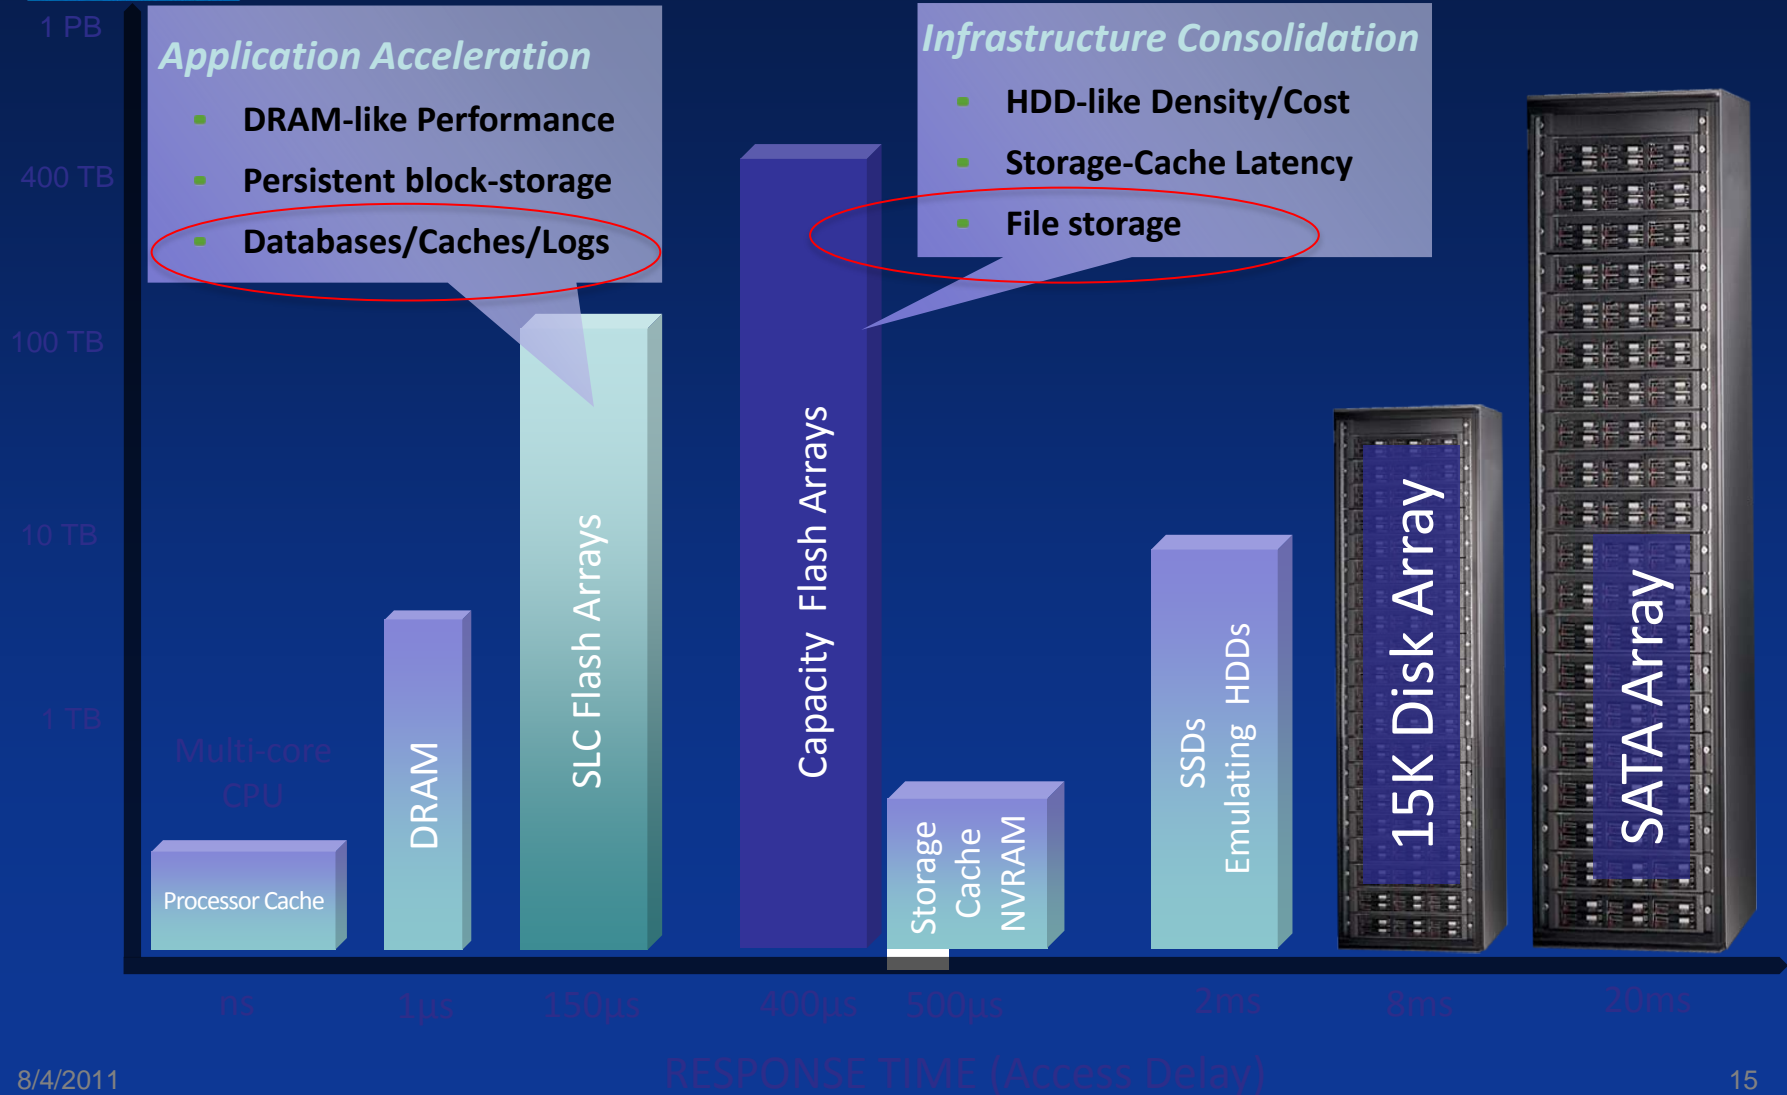 1 PB
400 TB
100 TB
10 TB
1 TB
Application Acceleration
DRAM-like Performance
Persistent block-storage
Databases/Caches/Logs
Infrastructure Consolidation
HDD-like Density/Cost
Storage-Cache Latency
File storage
Multi-core
CPU
Processor Cache
DRAM
SLC Flash Arrays
Capacity Flash Arrays
Storage
Cache
NVRAM
SSDs
Emulating HDDs
15K Disk Array
SATA Array
ns
1µs
150µs
400µs
500µs
2ms
8ms
20ms
RESPONSE TIME (Access Delay)
8/4/2011
15